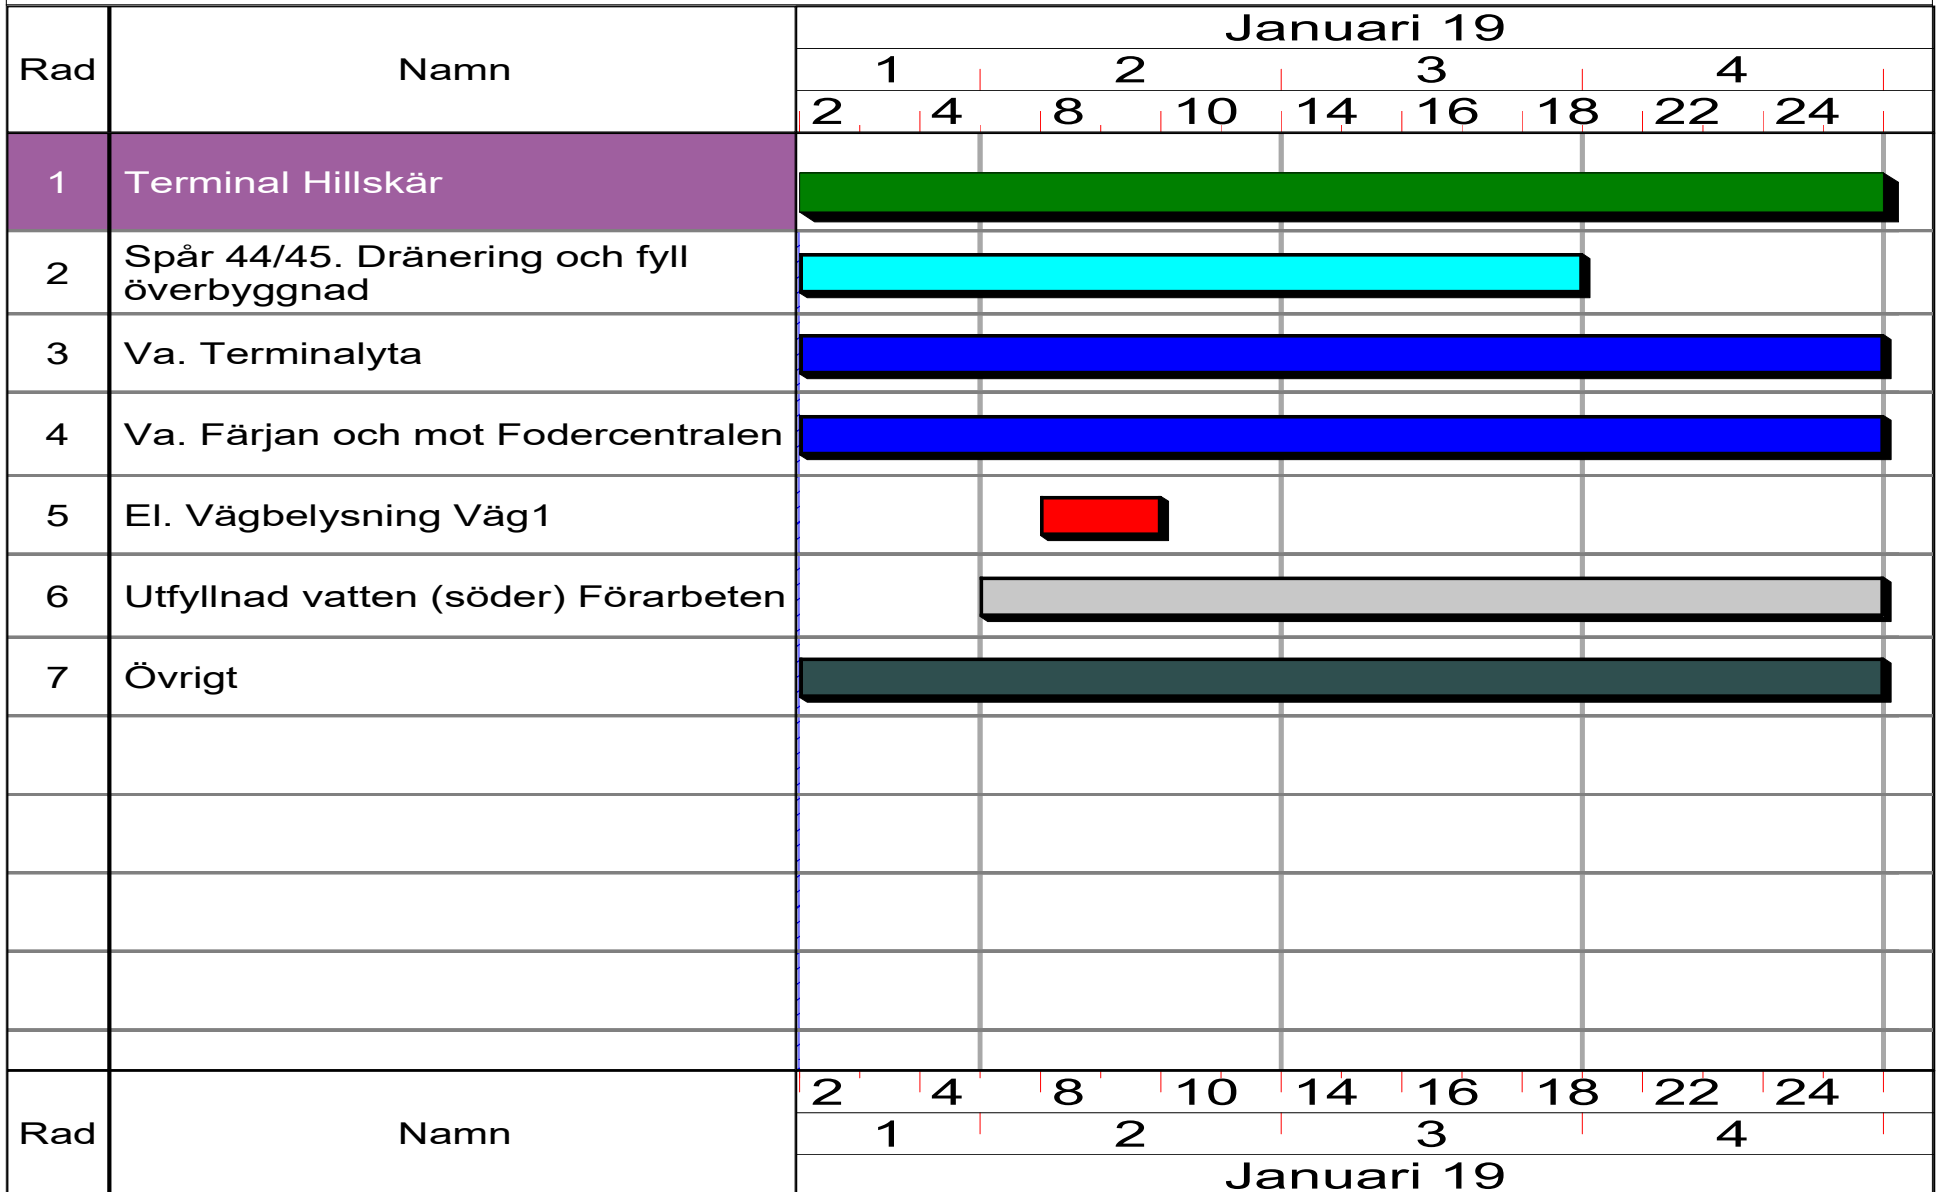 Januari 19
Rad Namn 1 2 3 4
2 4 8 10 14 16 18 22 24
1 Terminal Hillskär
2 Spår 44/45. Dränering och fyll
överbyggnad
3 Va. Terminalyta
4 Va. Färjan och mot Fodercentralen
5 El. Vägbelysning Väg1
6 Utfyllnad vatten (söder) Förarbeten
7 Övrigt
2 4 8 10 14 16 18 22 24
Rad Namn 1 2 3 4
Januari 19